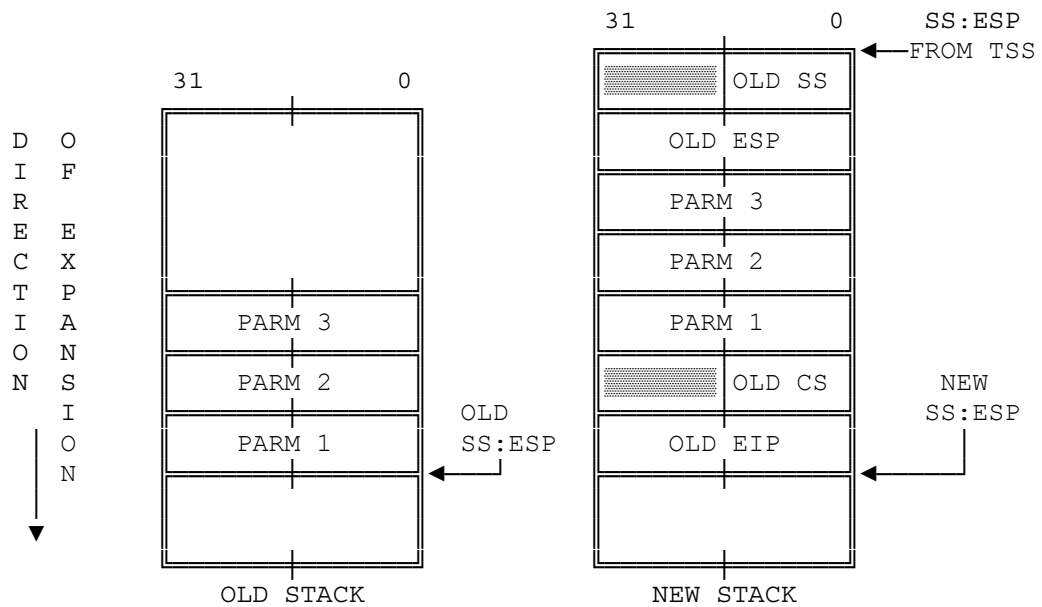 31 0 SS:ESP
FROM TSS
31 0 OLD SS
D O OLD ESP
I F
R PARM 3
E E
C X PARM 2
T P
I A PARM 3 PARM 1
O N
N S PARM 2 OLD CS NEW
I OLD SS:ESP
O PARM 1 SS:ESP OLD EIP
N
OLD STACK NEW STACK